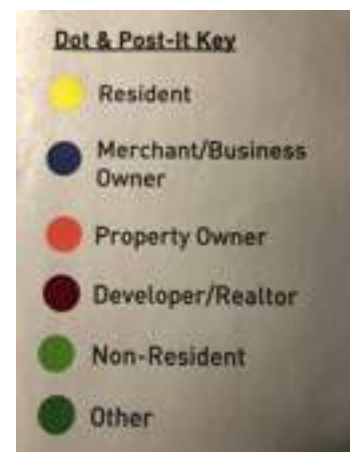 Dot & Post-It Key
Resident
Merchant/Business
Owner
Property Owner
Developer/Realtor
Non-Resident
Other